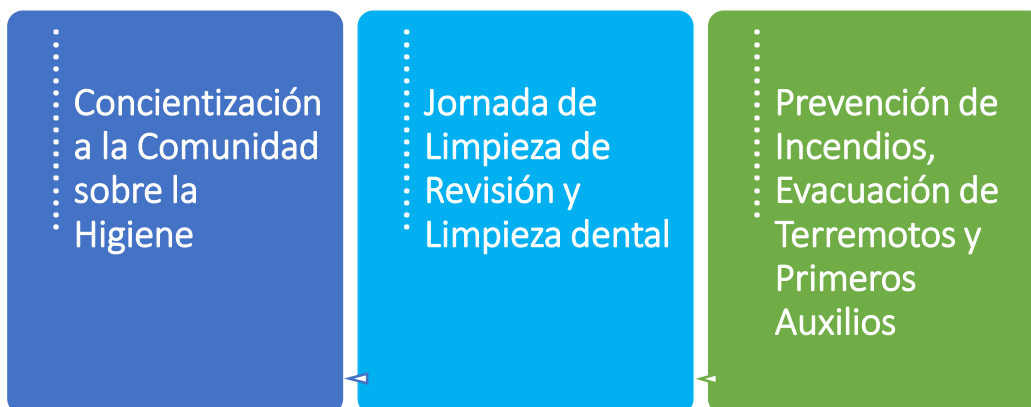 Concientización
a la Comunidad
sobre la
Higiene
Jornada de
Limpieza de
Revisión y
Limpieza dental
Prevención de
Incendios,
Evacuación de
Terremotos y
Primeros
Auxilios